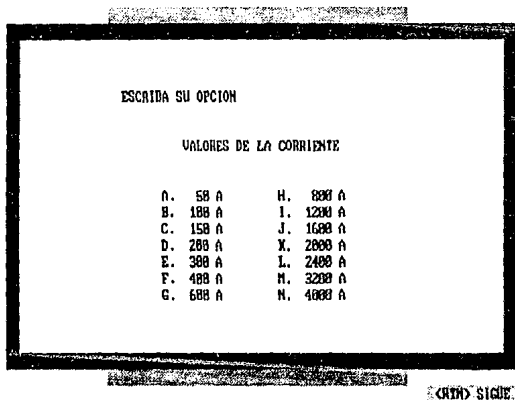 ESCRIBA SU OPCION
VALORES DE LA CORRIENTE
A. 50 A H. 800 A
B. 100 A I. 1200 A
C. 150 A J. 1600 A
D. 200 A K. 2000 A
E. 300 A L. 2400 A
F. 400 A M. 3200 A
G. 600 A N. 4000 A
<RTN> SIGUE